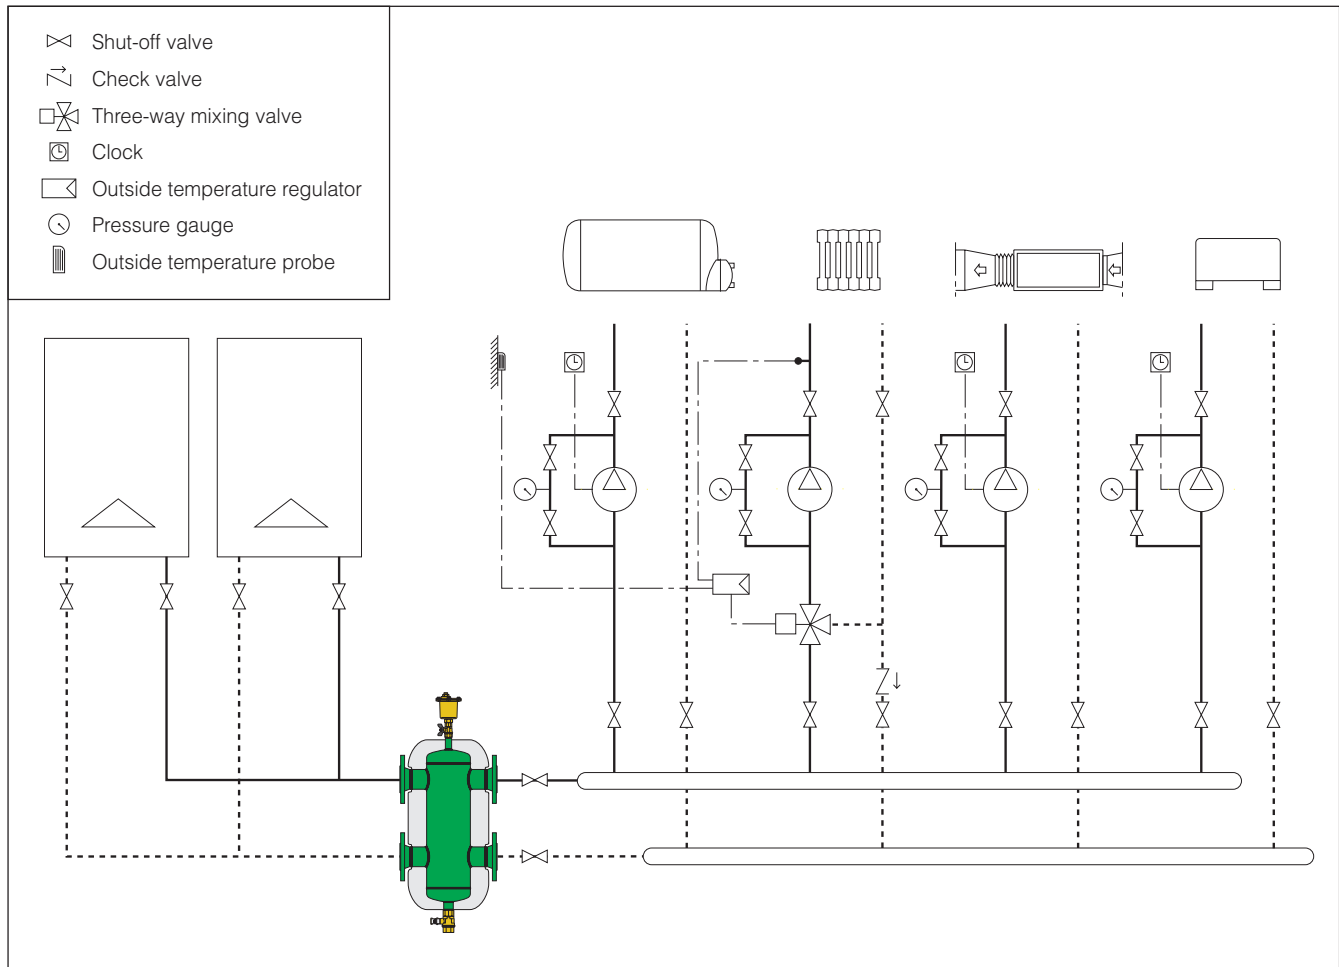 Shut-off valve
Check valve
Three-way mixing valve
Clock
Outside temperature regulator
Pressure gauge
Outside temperature probe